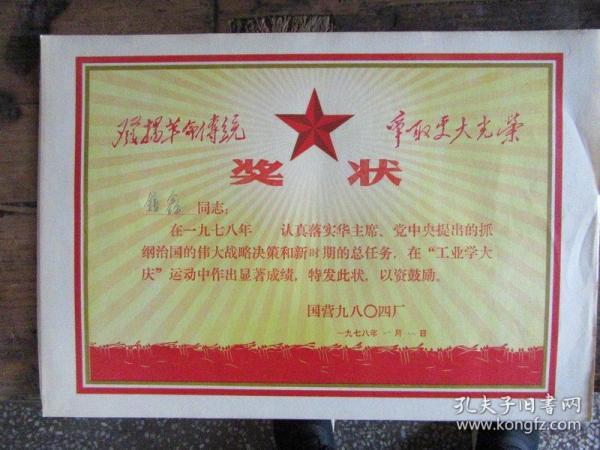 发扬革命传统
争取更大光荣
奖状
同志：
在一九七八年 认真落实华主席、党中央提出的抓
纲治国的伟大战略决策和新时期的总任务，在“工业学大
庆”运动中作出显著成绩，特发此状，以资鼓励。
国营九八〇四厂
一九七八年 月 日
孔夫子旧书网